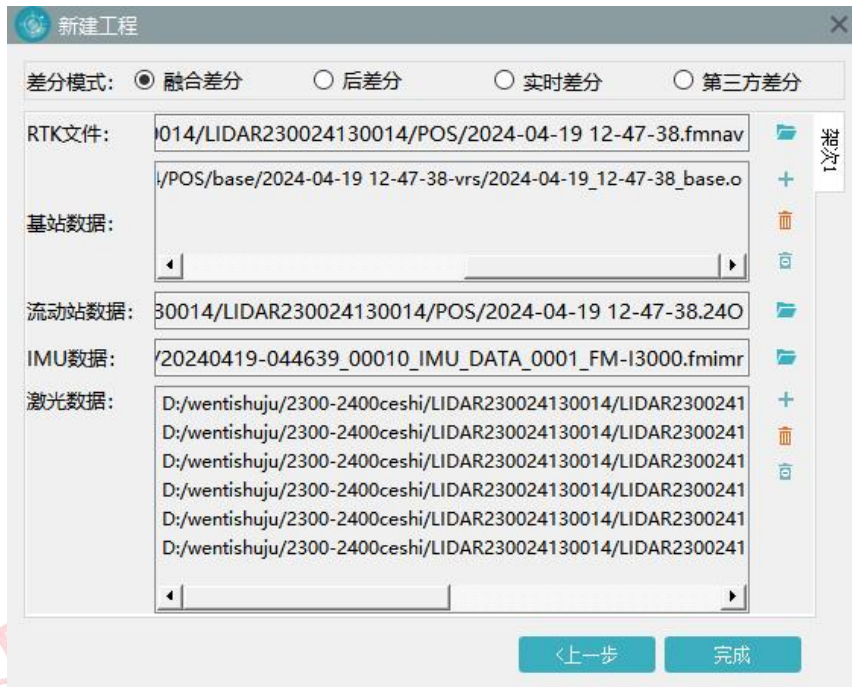 新建工程
差分模式： 融合差分 后差分 实时差分 第三方差分
RTK文件： 0014/LIDAR230024130014/POS/2024-04-19 12-47-38.fmnav
架次1
/POS/base/2024-04-19 12-47-38-vrs/2024-04-19_12-47-38_base.o
基站数据：
流动站数据： 30014/LIDAR230024130014/POS/2024-04-19 12-47-38.24O
IMU数据： /20240419-044639_00010_IMU_DATA_0001_FM-I3000.fmimr
激光数据： D:/wentishuju/2300-2400ceshi/LIDAR230024130014/LIDAR2300241
D:/wentishuju/2300-2400ceshi/LIDAR230024130014/LIDAR2300241
D:/wentishuju/2300-2400ceshi/LIDAR230024130014/LIDAR2300241
D:/wentishuju/2300-2400ceshi/LIDAR230024130014/LIDAR2300241
D:/wentishuju/2300-2400ceshi/LIDAR230024130014/LIDAR2300241
D:/wentishuju/2300-2400ceshi/LIDAR230024130014/LIDAR2300241
<上一步 完成